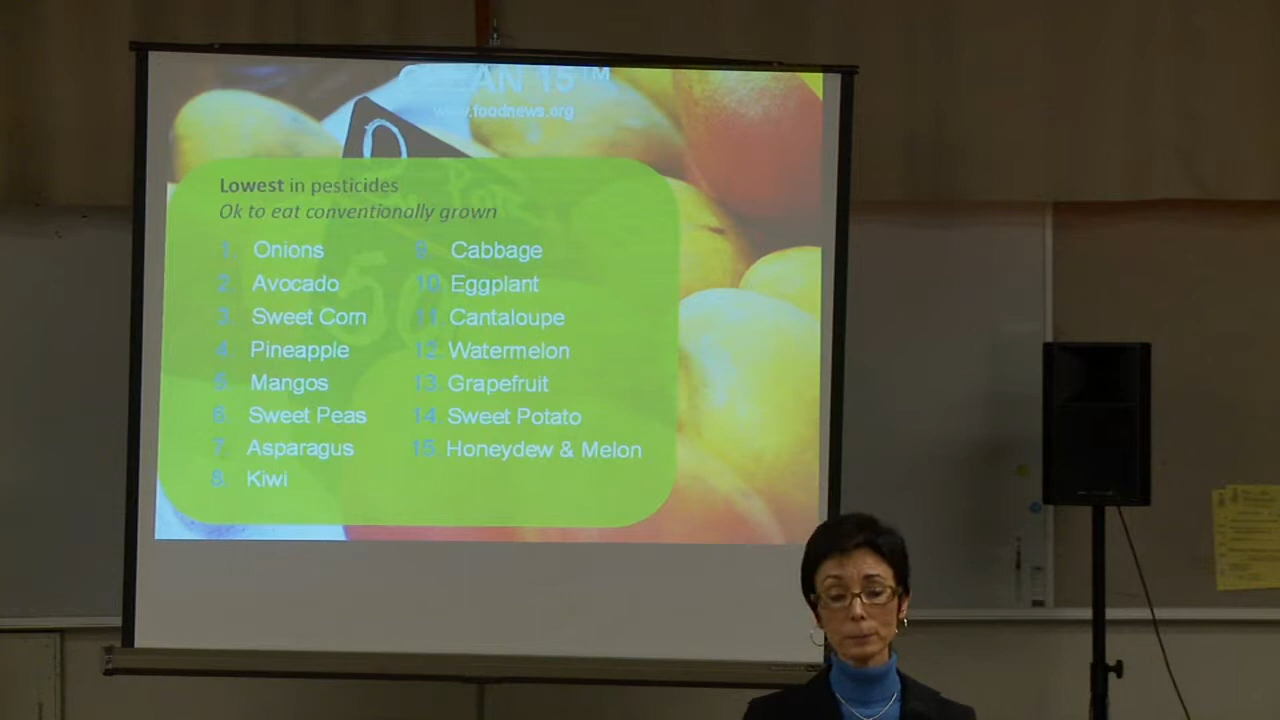 CLEAN 15™
www.foodnews.org
Lowest in pesticides
Ok to eat conventionally grown
1. Onions
2. Avocado
3. Sweet Corn
4. Pineapple
5. Mangos
6. Sweet Peas
7. Asparagus
8. Kiwi
9. Cabbage
10. Eggplant
11. Cantaloupe
12. Watermelon
13. Grapefruit
14. Sweet Potato
15. Honeydew & Melon